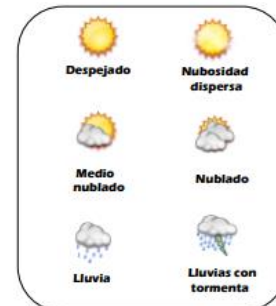 Despejado
Nubosidad
dispersa
Medio
nublado
Nublado
Lluvia
Lluvias con
tormenta